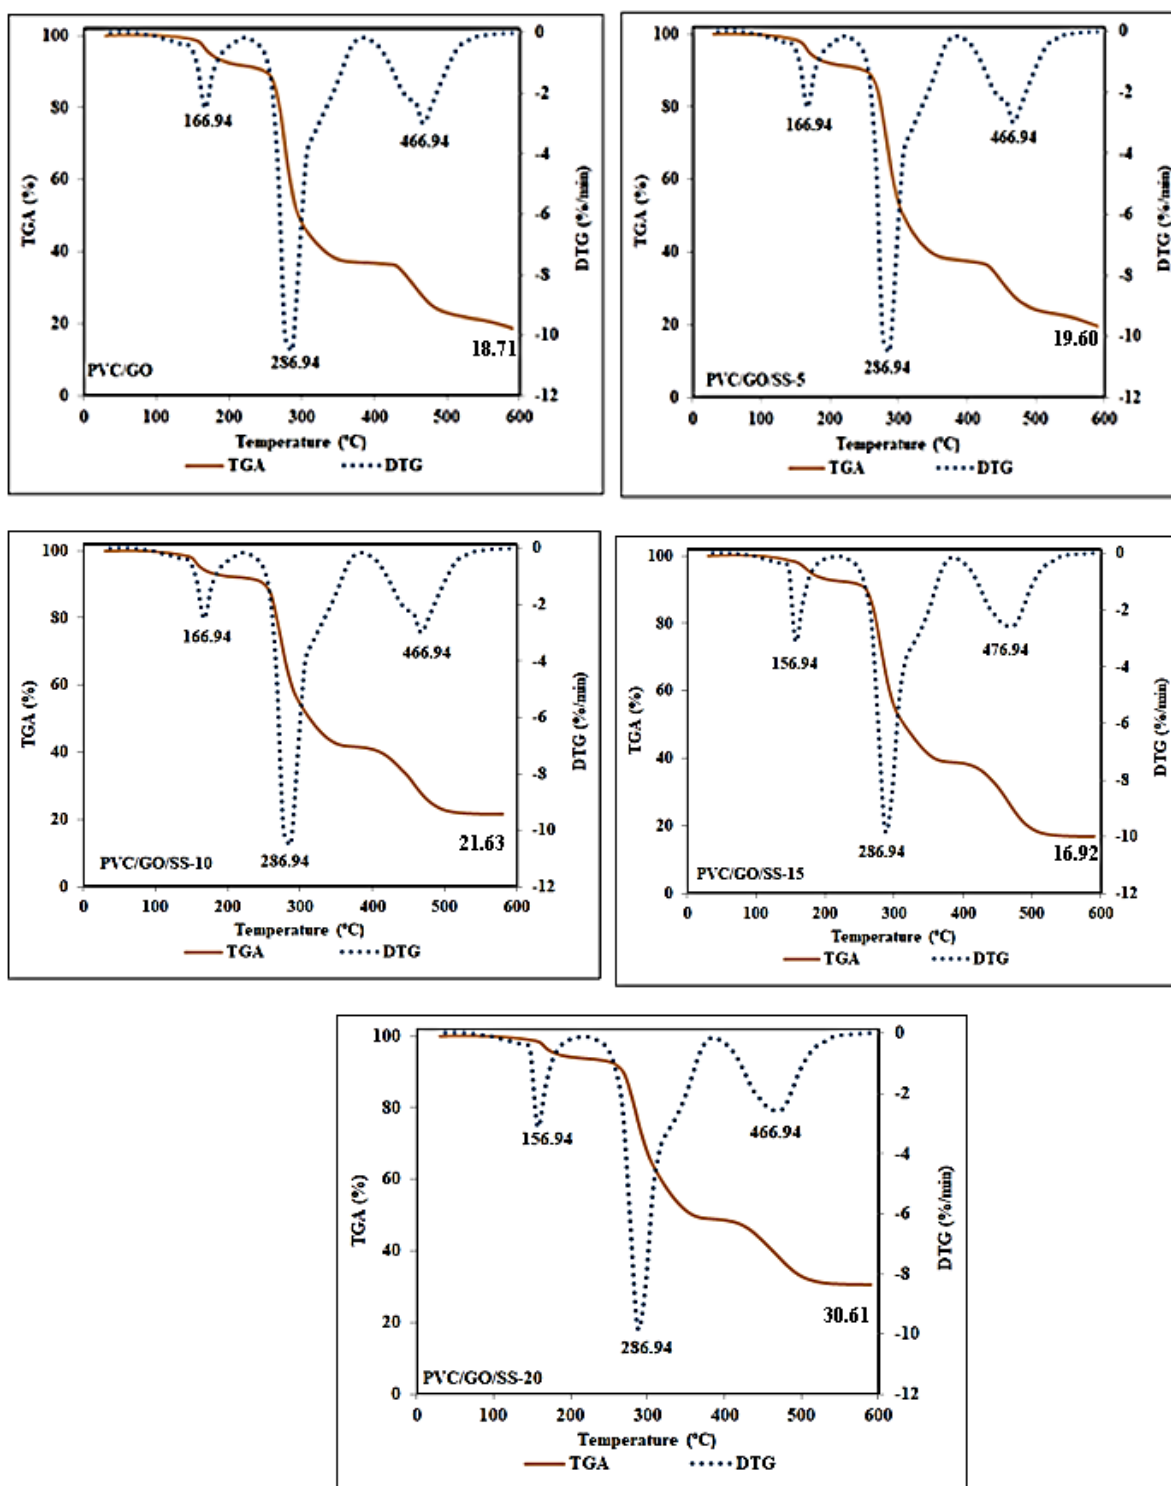 100
80
60
40
20
0
TGA (%)
0
-2
-4
-6
-8
-10
-12
DTG (%/min)
166.94
466.94
286.94
18.71
PVC/GO
0 100 200 300 400 500 600
Temperature (ºC)
TGA DTG
100
80
60
40
20
0
TGA (%)
0
-2
-4
-6
-8
-10
-12
DTG (%/min)
166.94
466.94
286.94
19.60
PVC/GO/SS-5
0 100 200 300 400 500 600
Temperature (ºC)
TGA DTG
100
80
60
40
20
0
TGA (%)
0
-2
-4
-6
-8
-10
-12
DTG (%/min)
166.94
466.94
286.94
21.63
PVC/GO/SS-10
0 100 200 300 400 500 600
Temperature (ºC)
TGA DTG
100
80
60
40
20
0
TGA (%)
0
-2
-4
-6
-8
-10
-12
DTG (%/min)
156.94
476.94
286.94
16.92
PVC/GO/SS-15
0 100 200 300 400 500 600
Temperature (ºC)
TGA DTG
100
80
60
40
20
0
TGA (%)
0
-2
-4
-6
-8
-10
-12
DTG (%/min)
156.94
466.94
286.94
30.61
PVC/GO/SS-20
0 100 200 300 400 500 600
Temperature (ºC)
TGA DTG